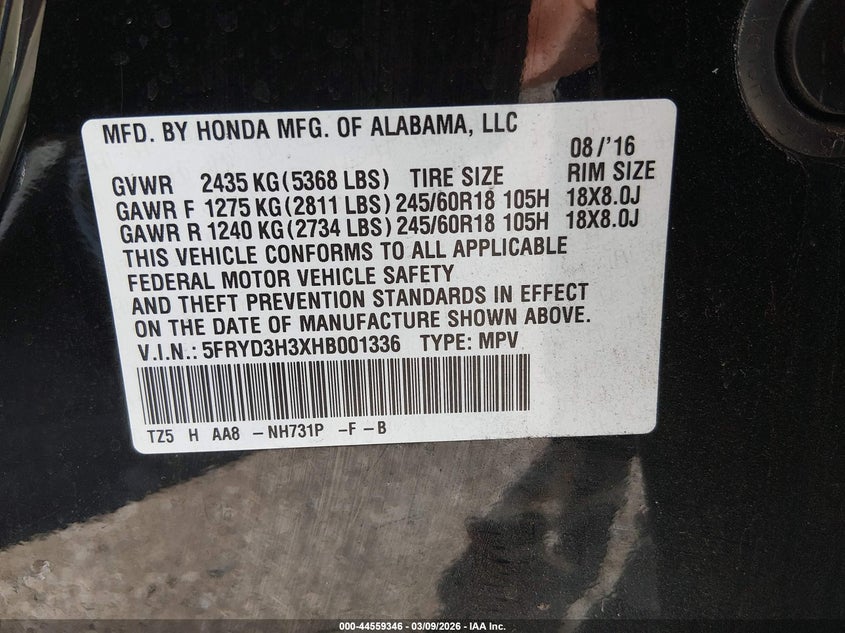 MFD. BY HONDA MFG. OF ALABAMA, LLC
08/'16
GVWR 2435 KG(5368 LBS) TIRE SIZE RIM SIZE
GAWR F 1275 KG(2811 LBS)245/60R18 105H 18X8.0J
GAWR R 1240 KG(2734 LBS)245/60R18 105H 18X8.0J
THIS VEHICLE CONFORMS TO ALL APPLICABLE
FEDERAL MOTOR VEHICLE SAFETY
AND THEFT PREVENTION STANDARDS IN EFFECT
ON THE DATE OF MANUFACTURE SHOWN ABOVE.
V.I.N.: 5FRYD3H3XHB001336 TYPE: MPV
TZ5 H AA8 -NH731P -F-B
000-44559346 - 03/09/2026 - IAA Inc.